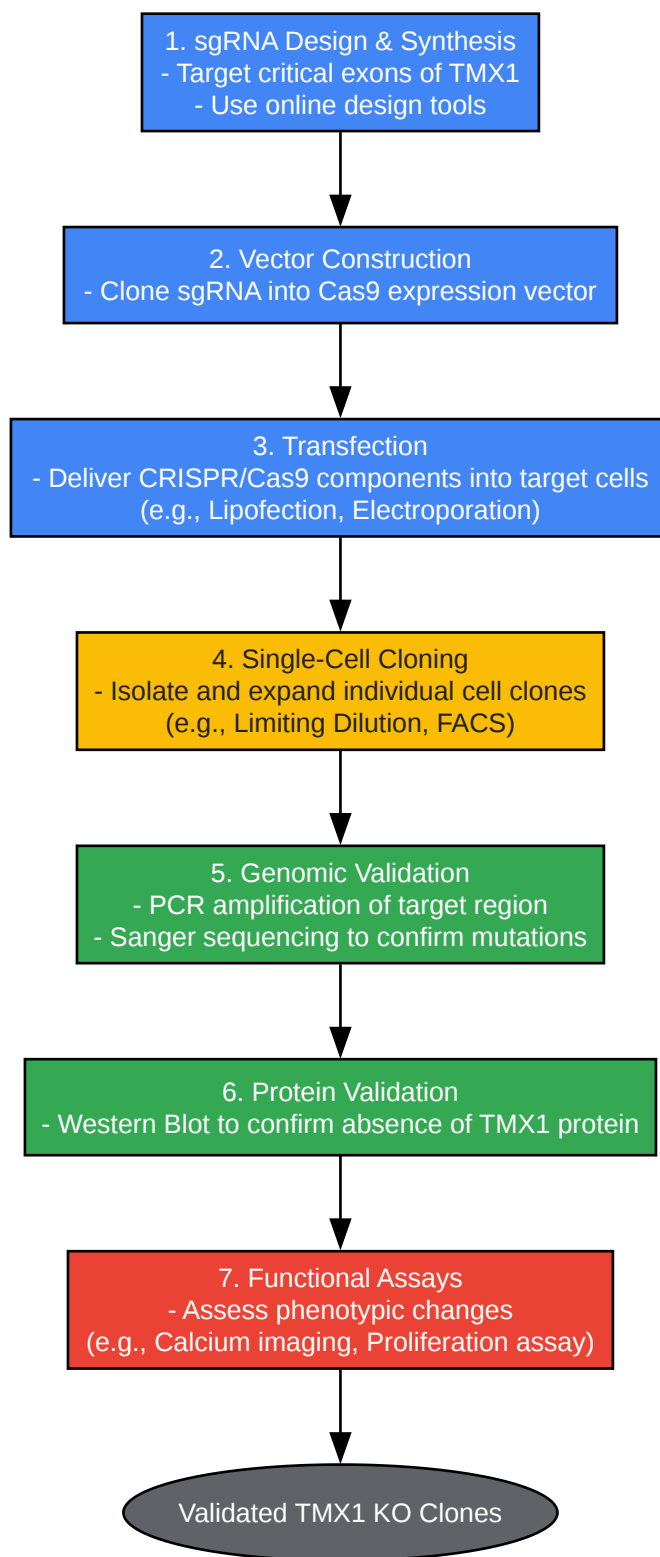 1. sgRNA Design & Synthesis
- Target critical exons of TMX1
- Use online design tools
2. Vector Construction
- Clone sgRNA into Cas9 expression vector
3. Transfection
- Deliver CRISPR/Cas9 components into target cells
(e.g., Lipofection, Electroporation)
4. Single-Cell Cloning
- Isolate and expand individual cell clones
(e.g., Limiting Dilution, FACS)
5. Genomic Validation
- PCR amplification of target region
- Sanger sequencing to confirm mutations
6. Protein Validation
- Western Blot to confirm absence of TMX1 protein
7. Functional Assays
- Assess phenotypic changes
(e.g., Calcium imaging, Proliferation assay)
Validated TMX1 KO Clones